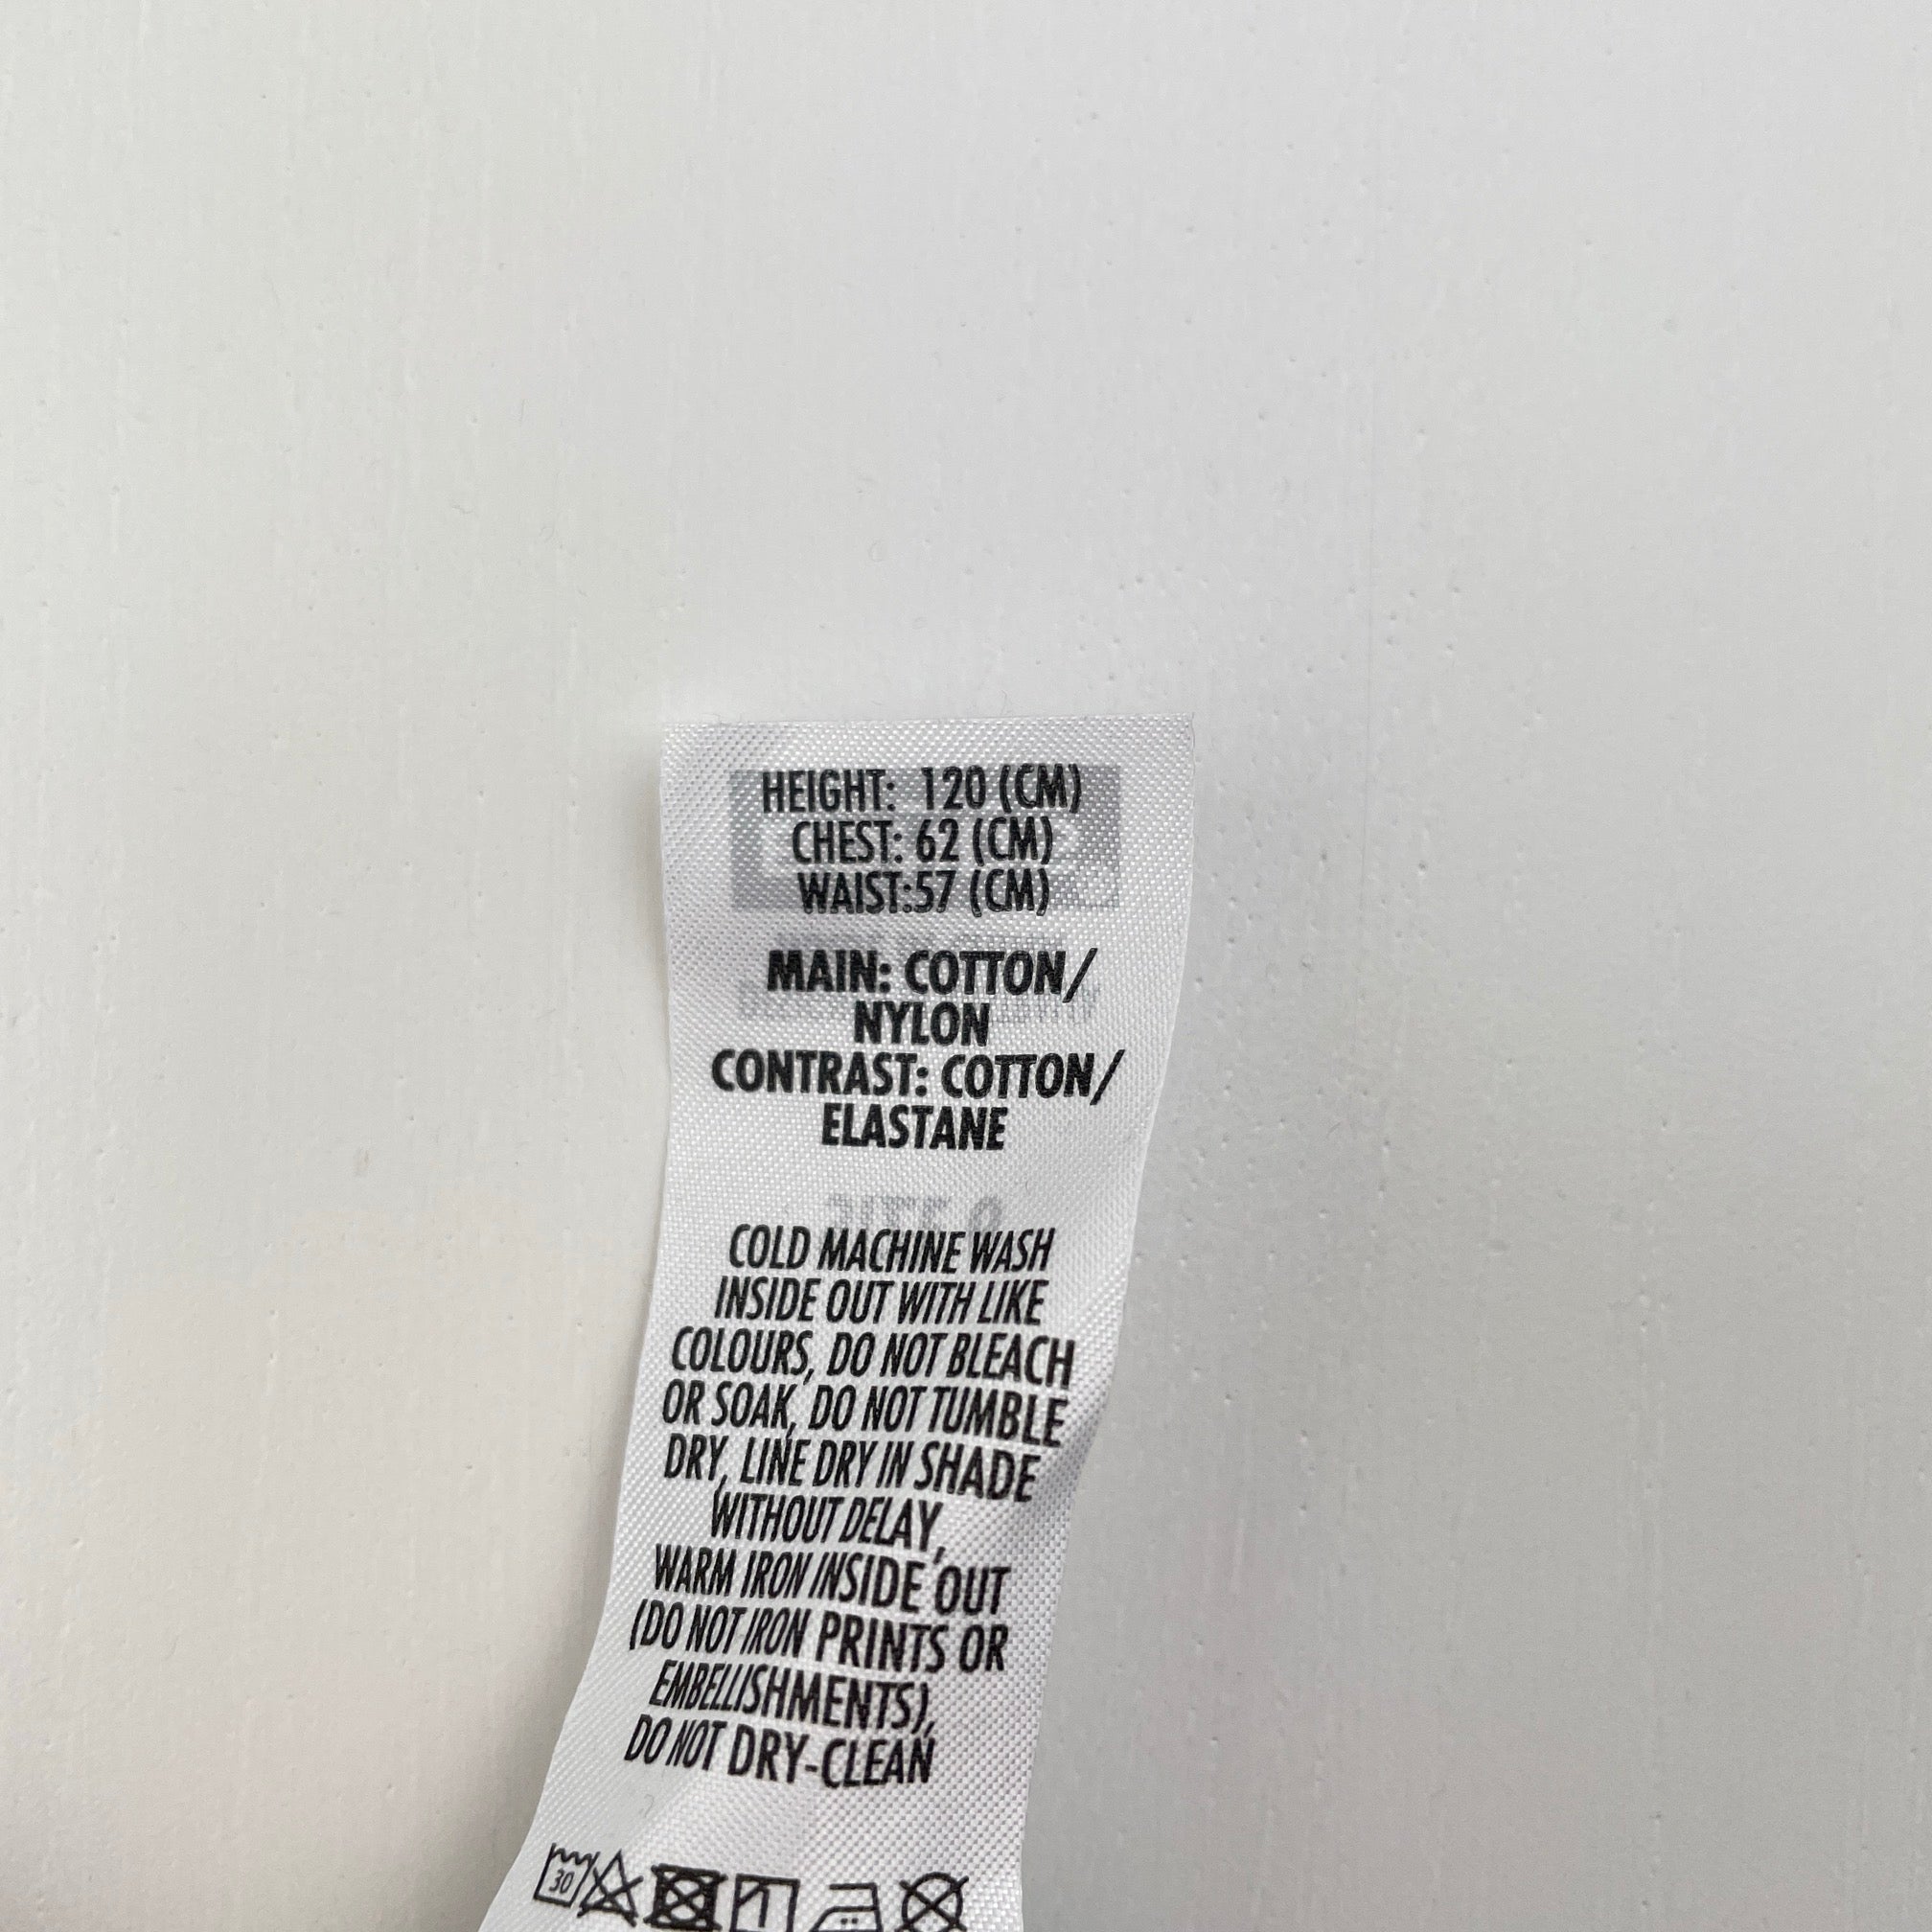 HEIGHT: 120 (CM)
CHEST: 62 (CM)
WAIST:57 (CM)
MAIN: COTTON/
NYLON
CONTRAST: COTTON/
ELASTANE
COLD MACHINE WASH
INSIDE OUT WITH LIKE
COLOURS, DO NOT BLEACH
OR SOAK, DO NOT TUMBLE
DRY, LINE DRY IN SHADE
WITHOUT DELAY,
WARM IRON INSIDE OUT
(DO NOT IRON PRINTS OR
EMBELLISHMENTS),
DO NOT DRY-CLEAN
30